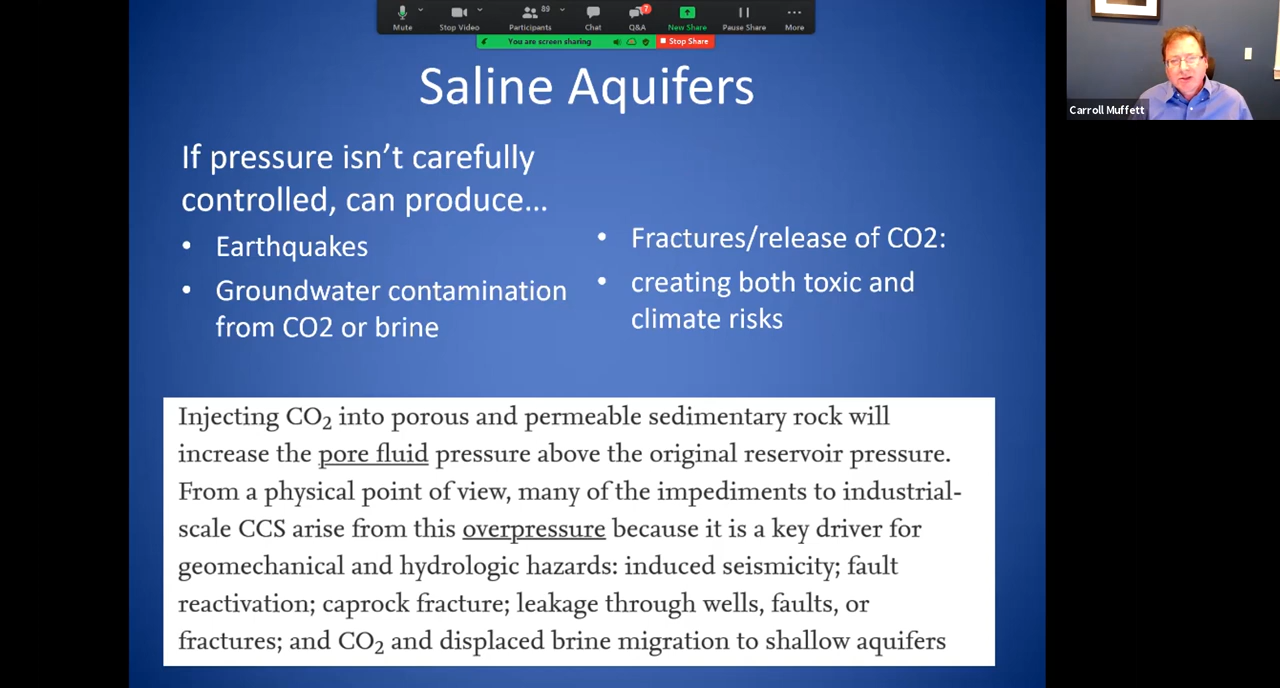 89
7
Mute
Stop Video
Participants
Chat
Q&A
New Share
Pause Share
More
You are screen sharing
Stop Share
Carroll Muffett
Saline Aquifers
If pressure isn’t carefully
controlled, can produce…
• Earthquakes
• Groundwater contamination
from CO2 or brine
• Fractures/release of CO2:
• creating both toxic and
climate risks
Injecting CO₂ into porous and permeable sedimentary rock will
increase the pore fluid pressure above the original reservoir pressure.
From a physical point of view, many of the impediments to industrial-
scale CCS arise from this overpressure because it is a key driver for
geomechanical and hydrologic hazards: induced seismicity; fault
reactivation; caprock fracture; leakage through wells, faults, or
fractures; and CO₂ and displaced brine migration to shallow aquifers